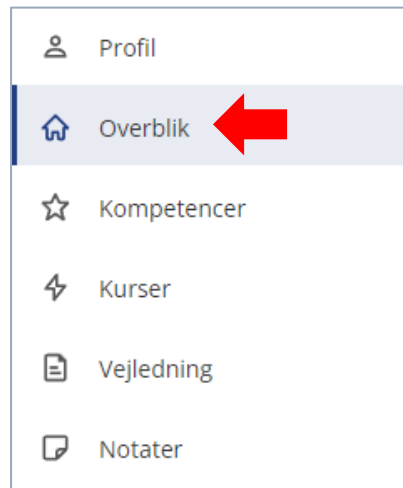 Profil
Overblik
Kompetencer
Kurser
Vejledning
Notater